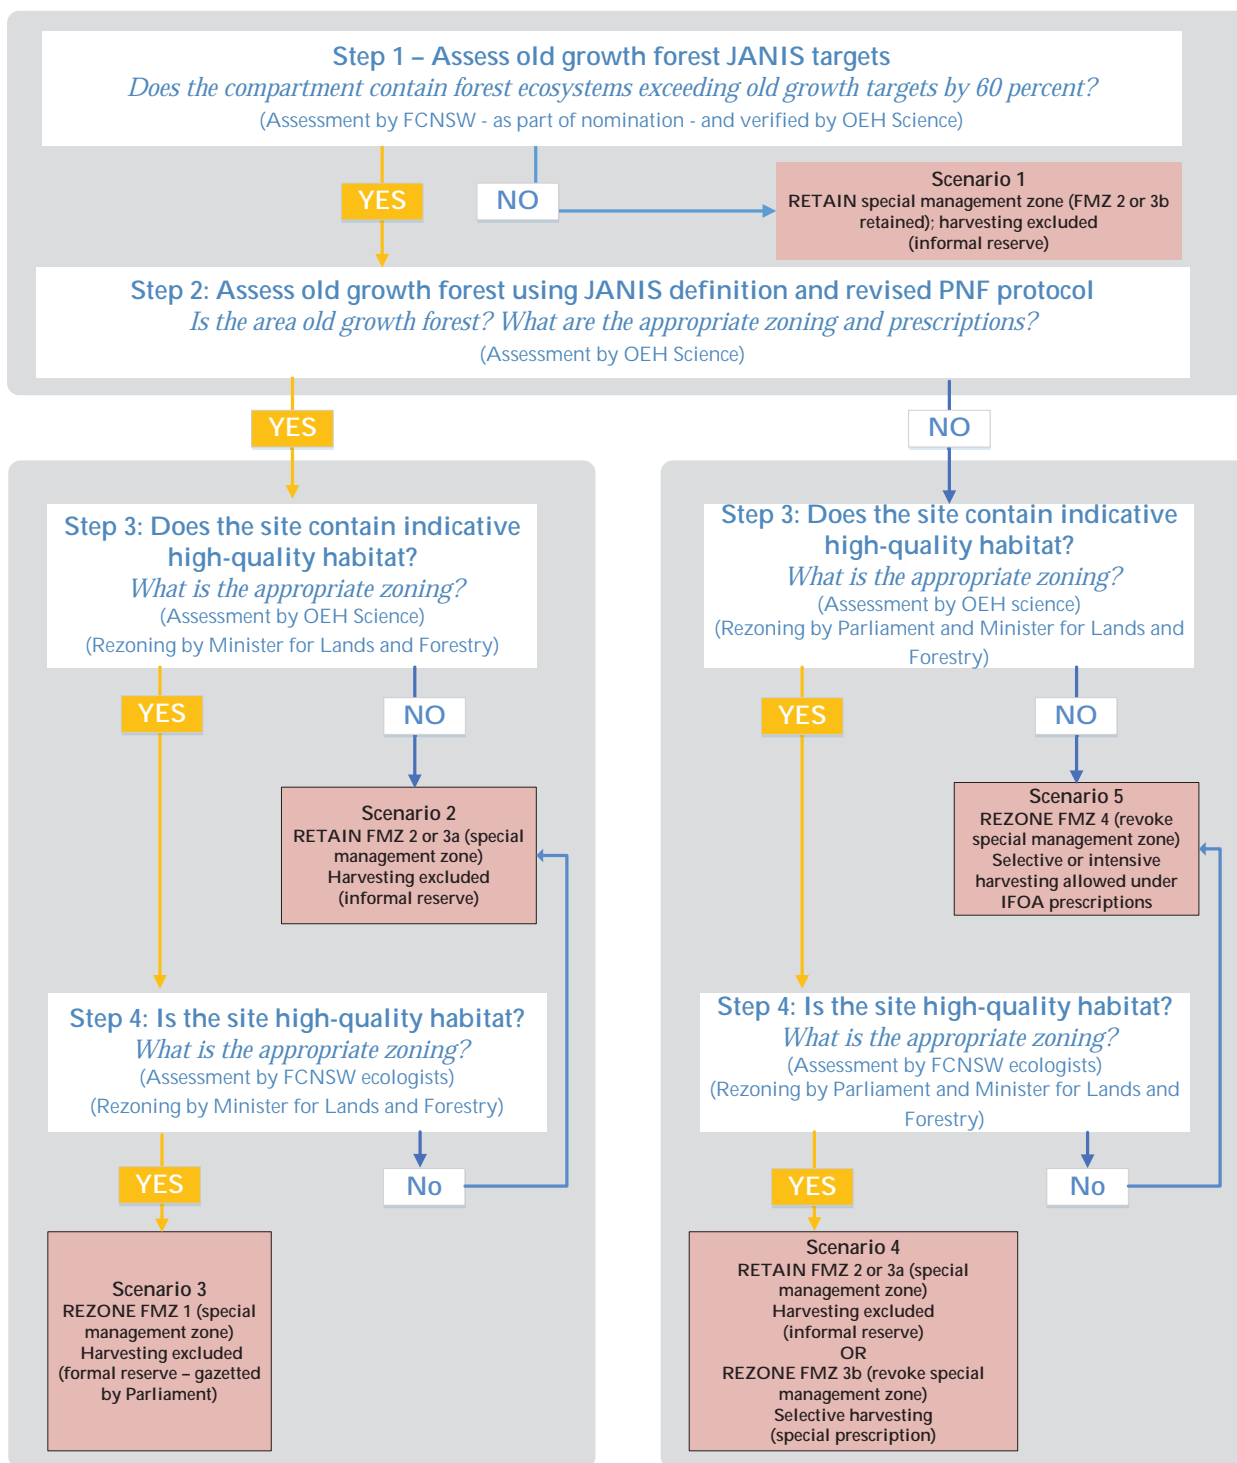 Step 1 – Assess old growth forest JANIS targets
Does the compartment contain forest ecosystems exceeding old growth targets by 60 percent?
(Assessment by FCNSW - as part of nomination - and verified by OEH Science)
YES
NO
Scenario 1
RETAIN special management zone (FMZ 2 or 3b
retained); harvesting excluded
(informal reserve)
Step 2: Assess old growth forest using JANIS definition and revised PNF protocol
Is the area old growth forest? What are the appropriate zoning and prescriptions?
(Assessment by OEH Science)
YES
NO
Step 3: Does the site contain indicative
high-quality habitat?
What is the appropriate zoning?
(Assessment by OEH Science)
(Rezoning by Minister for Lands and Forestry)
YES
NO
Scenario 2
RETAIN FMZ 2 or 3a (special
management zone)
Harvesting excluded
(informal reserve)
Step 4: Is the site high-quality habitat?
What is the appropriate zoning?
(Assessment by FCNSW ecologists)
(Rezoning by Minister for Lands and Forestry)
YES
No
Scenario 3
REZONE FMZ 1 (special
management zone)
Harvesting excluded
(formal reserve – gazetted
by Parliament)
Step 3: Does the site contain indicative
high-quality habitat?
What is the appropriate zoning?
(Assessment by OEH science)
(Rezoning by Parliament and Minister for Lands and
Forestry)
YES
NO
Scenario 5
REZONE FMZ 4 (revoke
special management zone)
Selective or intensive
harvesting allowed under
IFOA prescriptions
Step 4: Is the site high-quality habitat?
What is the appropriate zoning?
(Assessment by FCNSW ecologists)
(Rezoning by Parliament and Minister for Lands and
Forestry)
YES
No
Scenario 4
RETAIN FMZ 2 or 3a (special
management zone)
Harvesting excluded
(informal reserve)
OR
REZONE FMZ 3b (revoke special
management zone)
Selective harvesting
(special prescription)